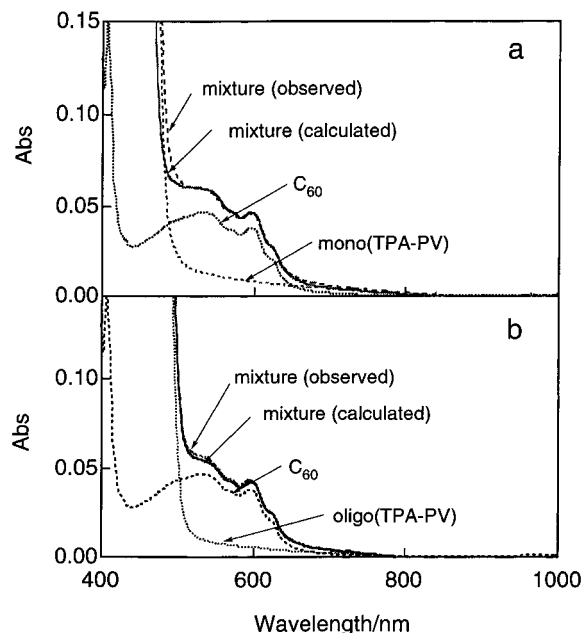 0.15
a
mixture (observed)
0.10
mixture (calculated)
Abs
C60
0.05
mono(TPA-PV)
0.00
b
0.10
mixture (observed)
mixture (calculated)
Abs
C60
0.05
oligo(TPA-PV)
0.00
400
600
800
1000
Wavelength/nm